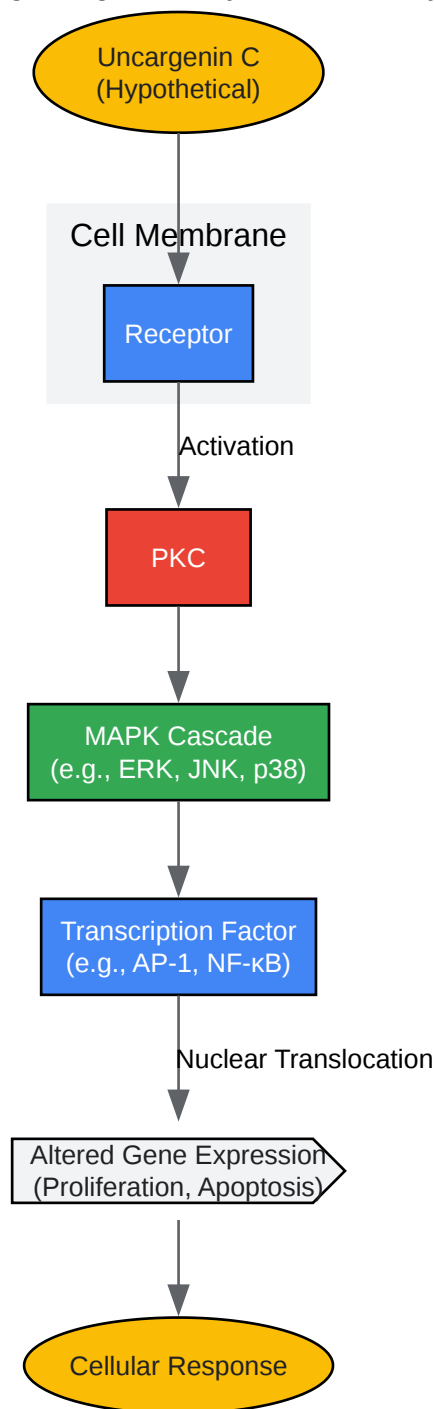 Uncargenin C
(Hypothetical)
Cell Membrane
Receptor
Activation
PKC
MAPK Cascade
(e.g., ERK, JNK, p38)
Transcription Factor
(e.g., AP-1, NF-κB)
Nuclear Translocation
Altered Gene Expression
(Proliferation, Apoptosis)
Cellular Response